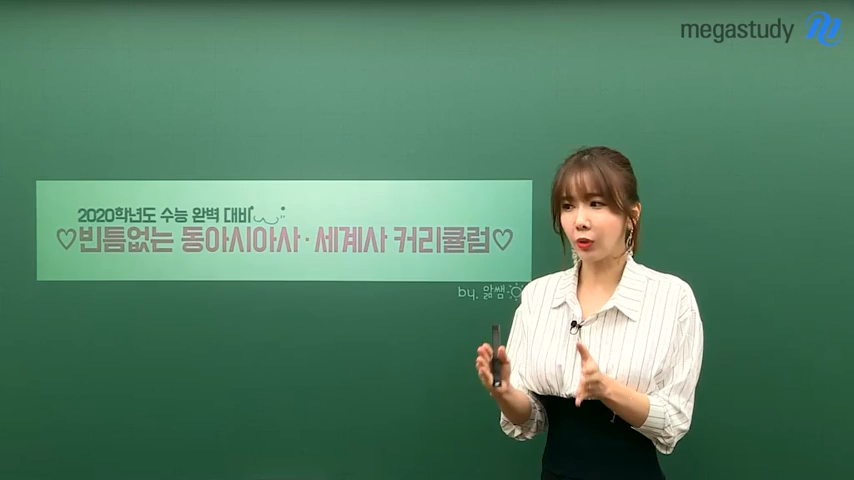 megastudy
2020학년도 수능 완벽 대비
♡빈틈없는 동아시아사·세계사 커리큘럼♡
by. 앎쌤